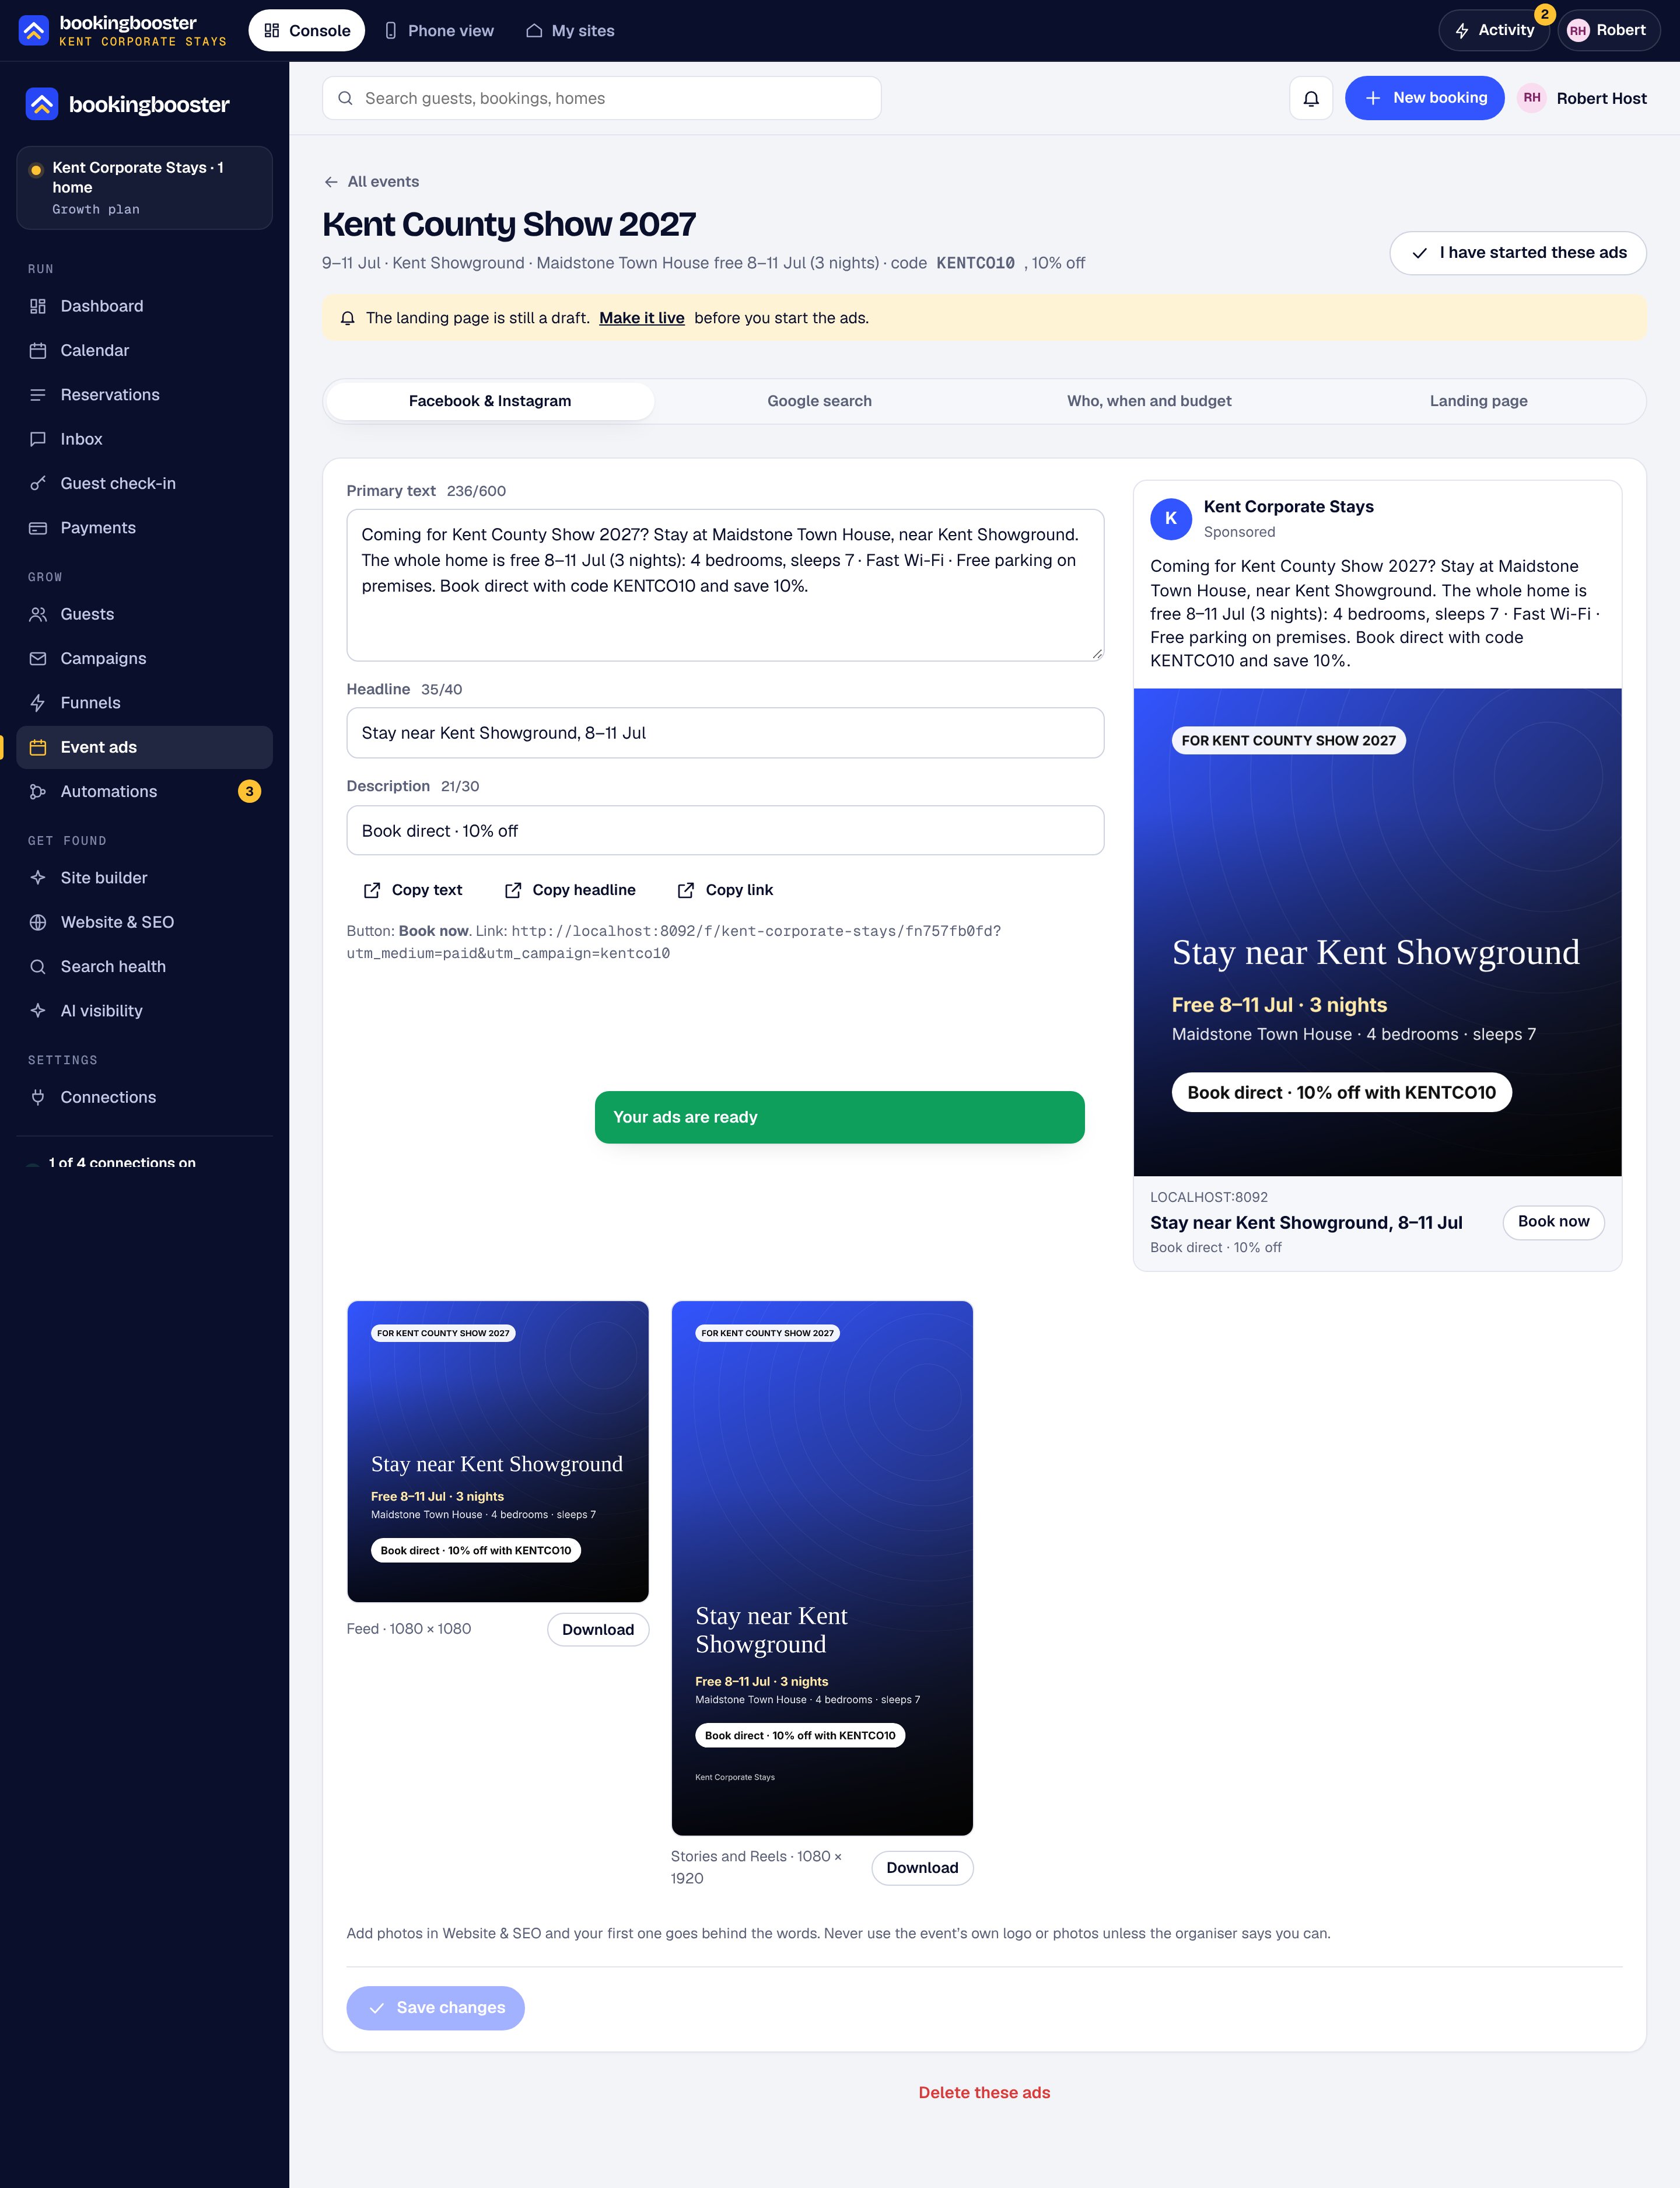 bookingbooster
KENT CORPORATE STAYS
Console
Phone view
My sites
Activity
2
RH
Robert
bookingbooster
Kent Corporate Stays · 1
home
Growth plan
RUN
Dashboard
Calendar
Reservations
Inbox
Guest check-in
Payments
GROW
Guests
Campaigns
Funnels
Event ads
Automations
3
GET FOUND
Site builder
Website & SEO
Search health
AI visibility
SETTINGS
Connections
1 of 4 connections on
Search guests, bookings, homes
New booking
RH
Robert Host
All events
Kent County Show 2027
9–11 Jul · Kent Showground · Maidstone Town House free 8–11 Jul (3 nights) · code KENTCO10 , 10% off
I have started these ads
The landing page is still a draft. Make it live before you start the ads.
Facebook & Instagram
Google search
Who, when and budget
Landing page
Primary text 236/600
Coming for Kent County Show 2027? Stay at Maidstone Town House, near Kent Showground.
The whole home is free 8–11 Jul (3 nights): 4 bedrooms, sleeps 7 · Fast Wi-Fi · Free parking on
premises. Book direct with code KENTCO10 and save 10%.
Headline 35/40
Stay near Kent Showground, 8–11 Jul
Description 21/30
Book direct · 10% off
Copy text
Copy headline
Copy link
Button: Book now. Link: http://localhost:8092/f/kent-corporate-stays/fn757fb0fd?
utm_medium=paid&utm_campaign=kentco10
Your ads are ready
K
Kent Corporate Stays
Sponsored
Coming for Kent County Show 2027? Stay at Maidstone
Town House, near Kent Showground. The whole home is
free 8–11 Jul (3 nights): 4 bedrooms, sleeps 7 · Fast Wi-Fi ·
Free parking on premises. Book direct with code
KENTCO10 and save 10%.
FOR KENT COUNTY SHOW 2027
Stay near Kent Showground
Free 8–11 Jul · 3 nights
Maidstone Town House · 4 bedrooms · sleeps 7
Book direct · 10% off with KENTCO10
LOCALHOST:8092
Stay near Kent Showground, 8–11 Jul
Book direct · 10% off
Book now
FOR KENT COUNTY SHOW 2027
Stay near Kent Showground
Free 8–11 Jul · 3 nights
Maidstone Town House · 4 bedrooms · sleeps 7
Book direct · 10% off with KENTCO10
Feed · 1080 × 1080
Download
FOR KENT COUNTY SHOW 2027
Stay near Kent
Showground
Free 8–11 Jul · 3 nights
Maidstone Town House · 4 bedrooms · sleeps 7
Book direct · 10% off with KENTCO10
Kent Corporate Stays
Stories and Reels · 1080 ×
1920
Download
Add photos in Website & SEO and your first one goes behind the words. Never use the event's own logo or photos unless the organiser says you can.
Save changes
Delete these ads